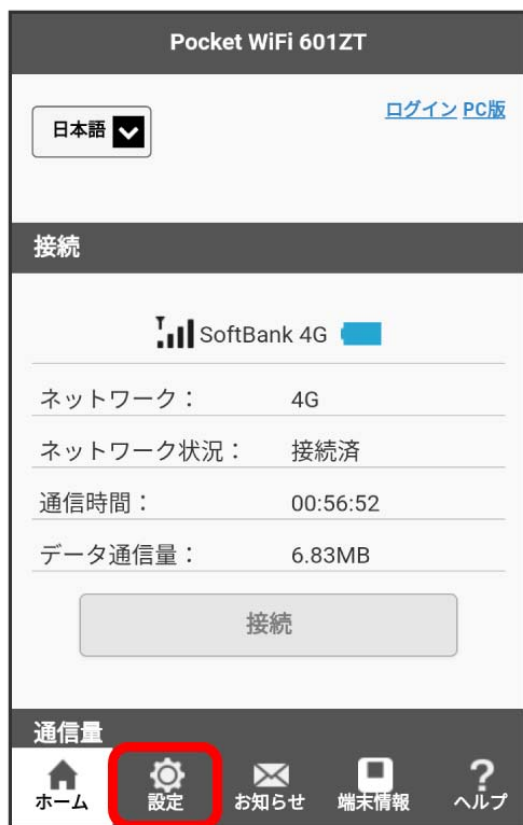 Pocket WiFi 601ZT
日本語
ログイン PC版
接続
SoftBank 4G
ネットワーク： 4G
ネットワーク状況： 接続済
通信時間： 00:56:52
データ通信量： 6.83MB
接続
通信量
ホーム 設定 お知らせ 端末情報 ヘルプ